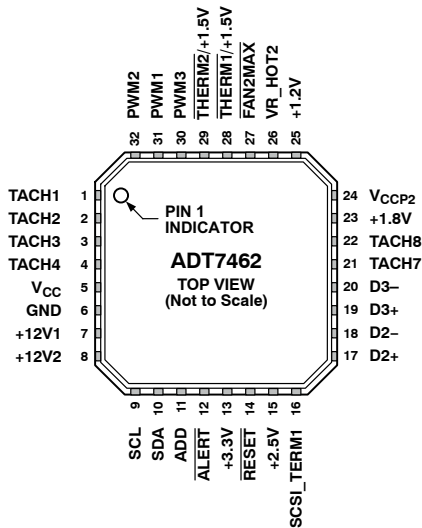 PWM2
PWM1
PWM3
THERM2/+1.5V
THERM1/+1.5V
FAN2MAX
VR_HOT2
+1.2V
32
31
30
29
28
27
26
25
TACH1 1
TACH2 2
TACH3 3
TACH4 4
VCC 5
GND 6
+12V1 7
+12V2 8
PIN 1
INDICATOR
ADT7462
TOP VIEW
(Not to Scale)
24 VCCP2
23 +1.8V
22 TACH8
21 TACH7
20 D3–
19 D3+
18 D2–
17 D2+
9
10
11
12
13
14
15
16
SCL
SDA
ADD
ALERT
+3.3V
RESET
+2.5V
SCSI_TERM1